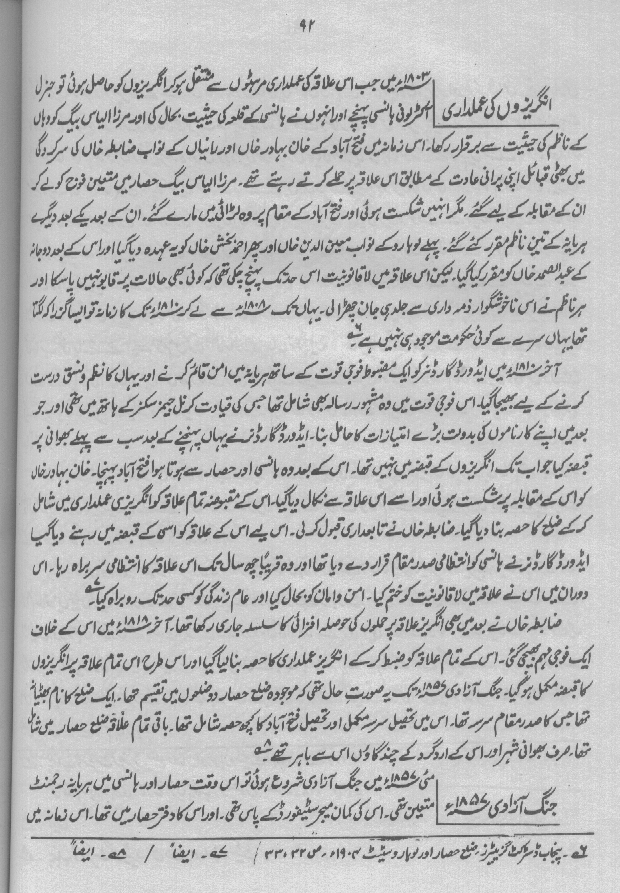 ۹۲
۱۸۰۳ء میں جب اس علاقہ کی عملداری مرہٹوں سے منتقل ہو کر انگریزوں کو حاصل ہوئی تو جنرل
انگریزوں کی عملداری
اکٹرلونی ہانسی پہنچے اور انہوں نے ہانسی کے قلعہ کی حیثیت بحال کی اور مرزا الیاس بیگ کو وہاں
کے ناظم کی حیثیت سے برقرار رکھا۔ اس زمانہ میں فتح آباد کے خان بہادر خاں اور رانیاں کے نواب ضابطہ خاں کی سرکردگی
میں بھٹی قبائل اپنی پرانی عادت کے مطابق اس علاقہ پر حملے کرتے رہتے تھے۔ مرزا الیاس بیگ حصار میں متعین فوج کو لے کر
ان کے مقابلہ کے لیے گئے۔ مگر انہیں شکست ہوئی اور فتح آباد کے مقام پر وہ لڑائی میں مارے گئے۔ ان کے بعد یکے بعد دیگرے
ہریانہ کے تین ناظم مقرر کئے گئے۔ پہلے لوہارو کے نواب معین الدین خاں اور پھر احمد بخش خاں کو یہ عہدہ دیا گیا اور اس کے بعد دوجانہ
کے عبدالصمد خاں کو مقرر کیا گیا۔ لیکن اس علاقہ میں لاقانونیت اس حد تک پہنچ چکی تھی کہ کوئی بھی حالات پر قابو نہیں پا سکا اور
ہر ناظم نے اس ناخوشگوار ذمہ داری سے جلد ہی جان چھڑا لی۔ یہاں تک ۱۸۰۸ء سے لے کر ۱۸۱۰ء تک کا زمانہ تو ایسا گزرا کہ لگتا
تھا یہاں سرے سے کوئی حکومت موجود ہی نہیں ہے۔ ۶
آخر ۱۸۱۰ء میں ایڈورڈ گارڈنر کو ایک مضبوط فوجی قوت کے ساتھ ہریانہ میں امن قائم کرنے اور یہاں کا نظم و نسق درست
کرنے کے لیے بھیجا گیا۔ اس فوجی قوت میں وہ مشہور رسالہ بھی شامل تھا جس کی قیادت کرنل جیمز سکنر کے ہاتھ میں تھی اور جو
بعد میں اپنے کارناموں کی بدولت بڑے امتیازات کا حامل بنا۔ ایڈورڈ گارڈنر نے یہاں پہنچنے کے بعد سب سے پہلے بھوانی پر
قبضہ کیا جو اب تک انگریزوں کے قبضہ میں نہیں تھا۔ اس کے بعد وہ ہانسی اور حصار سے ہوتا ہوا فتح آباد پہنچا۔ خان بہادر خاں
کو اس کے مقابلہ پر شکست ہوئی اور اسے اس علاقہ سے نکال دیا گیا۔ اس کے مقبوضہ تمام علاقہ کو انگریزی عملداری میں شامل
کر کے ضلع کا حصہ بنا دیا گیا۔ ضابطہ خاں نے تابعداری قبول کر لی۔ اس لیے اس کے علاقہ کو اسی کے قبضہ میں رہنے دیا گیا
ایڈورڈ گارڈنر نے ہانسی کو انتظامی صدر مقام قرار دے دیا تھا اور وہ قریباً چھ سال تک اس علاقہ کا انتظامی سربراہ رہا۔ اس
دوران میں اس نے علاقہ میں لاقانونیت کو ختم کیا۔ امن و امان کو بحال کیا اور عام زندگی کو کسی حد تک روبراہ کیا۔ ۷
ضابطہ خاں نے بعد میں بھی انگریز علاقہ پر حملوں کی حوصلہ افزائی کا سلسلہ جاری رکھا تھا۔ آخر ۱۸۱۸ء میں اس کے خلاف
ایک فوجی مہم بھیجی گئی۔ اس کے تمام علاقہ کو ضبط کر کے انگریز عملداری کا حصہ بنا لیا گیا اور اس طرح اس تمام علاقہ پر انگریزوں
کا قبضہ مکمل ہو گیا۔ جنگ آزادی ۱۸۵۷ء تک یہ صورت حال تھی کہ موجودہ ضلع حصار دو ضلعوں میں تقسیم تھا۔ ایک ضلع کا نام بھٹیانہ
تھا جس کا صدر مقام سرسہ تھا۔ اس میں تحصیل سرسہ مکمل اور تحصیل فتح آباد کا کچھ حصہ شامل تھا۔ باقی تمام علاقہ ضلع حصار میں شامل
تھا۔ صرف بھوانی شہر اور اس کے ارد گرد کے چند گاؤں اس سے باہر تھے۔ ۸
مئی ۱۸۵۷ء میں جنگ آزادی شروع ہوئی تو اس وقت حصار اور ہانسی میں ہریانہ رجمنٹ
جنگ آزادی ۱۸۵۷ء
متعین تھی۔ اس کی کمان میجر سٹیفورڈ کے پاس تھی۔ اور اس کا دفتر حصار میں تھا۔ اس زمانہ میں
۶۔ پنجاب ڈسٹرکٹ گزیٹیرز۔ ضلع حصار اور لوہارو سٹیٹ ۱۹۰۴ء۔ ص ۳۲، ۳۳ / ۷۔ ایضاً / ۸۔ ایضاً